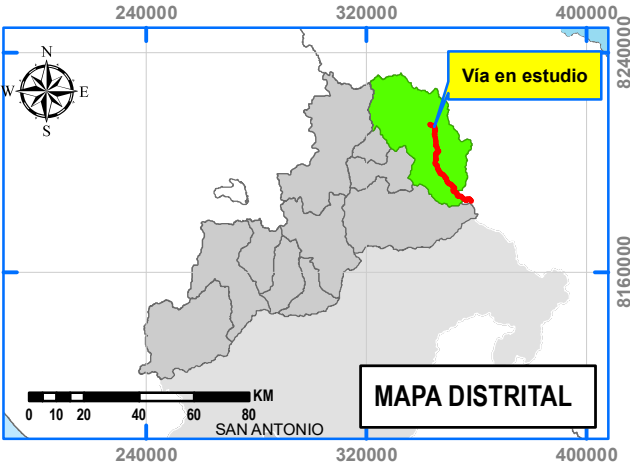 240000 320000 400000
8240000
N
W E
S
Vía en estudio
8160000
MAPA DISTRITAL
KM
0 10 20 40 60 80
SAN ANTONIO
240000 320000 400000